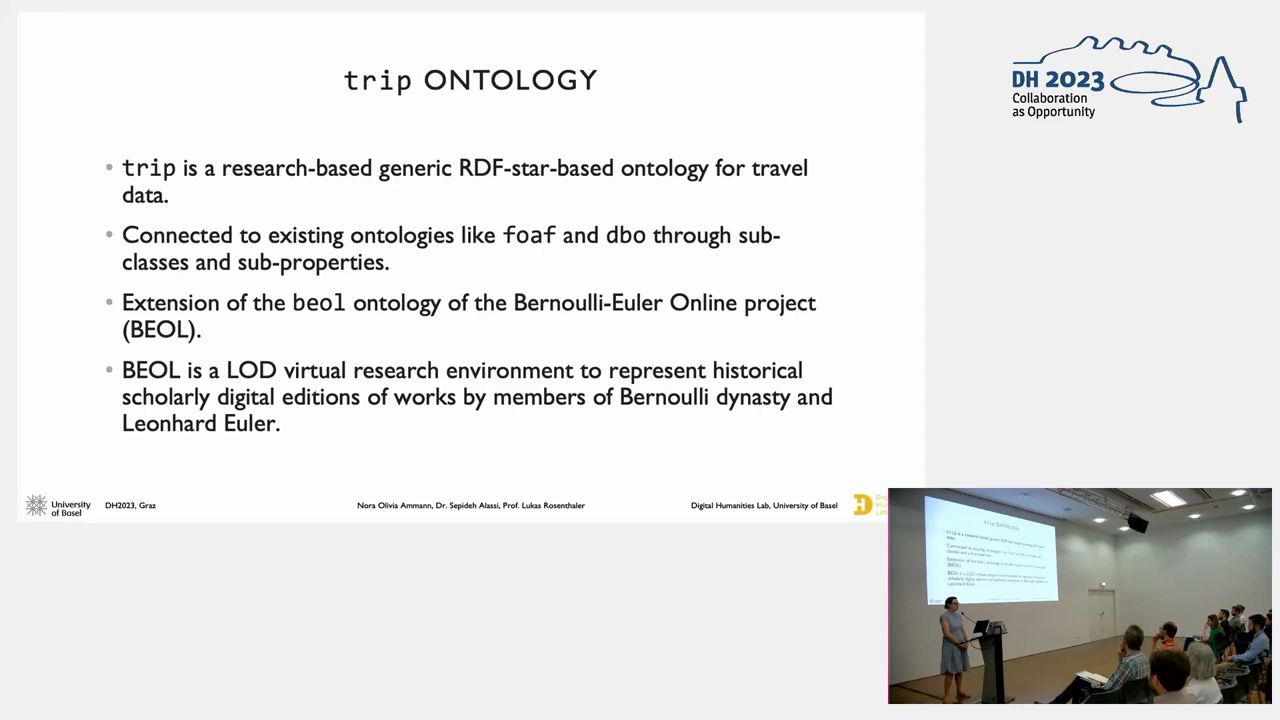 trip ONTOLOGY
• trip is a research-based generic RDF-star-based ontology for travel
data.
• Connected to existing ontologies like foaf and dbo through sub-
classes and sub-properties.
• Extension of the beol ontology of the Bernoulli-Euler Online project
(BEOL).
• BEOL is a LOD virtual research environment to represent historical
scholarly digital editions of works by members of Bernoulli dynasty and
Leonhard Euler.
University
of Basel
DH2023, Graz
Nora Olivia Ammann, Dr. Sepideh Alassi, Prof. Lukas Rosenthaler
Digital Humanities Lab, University of Basel
DH 2023
Collaboration
as Opportunity
trip ONTOLOGY